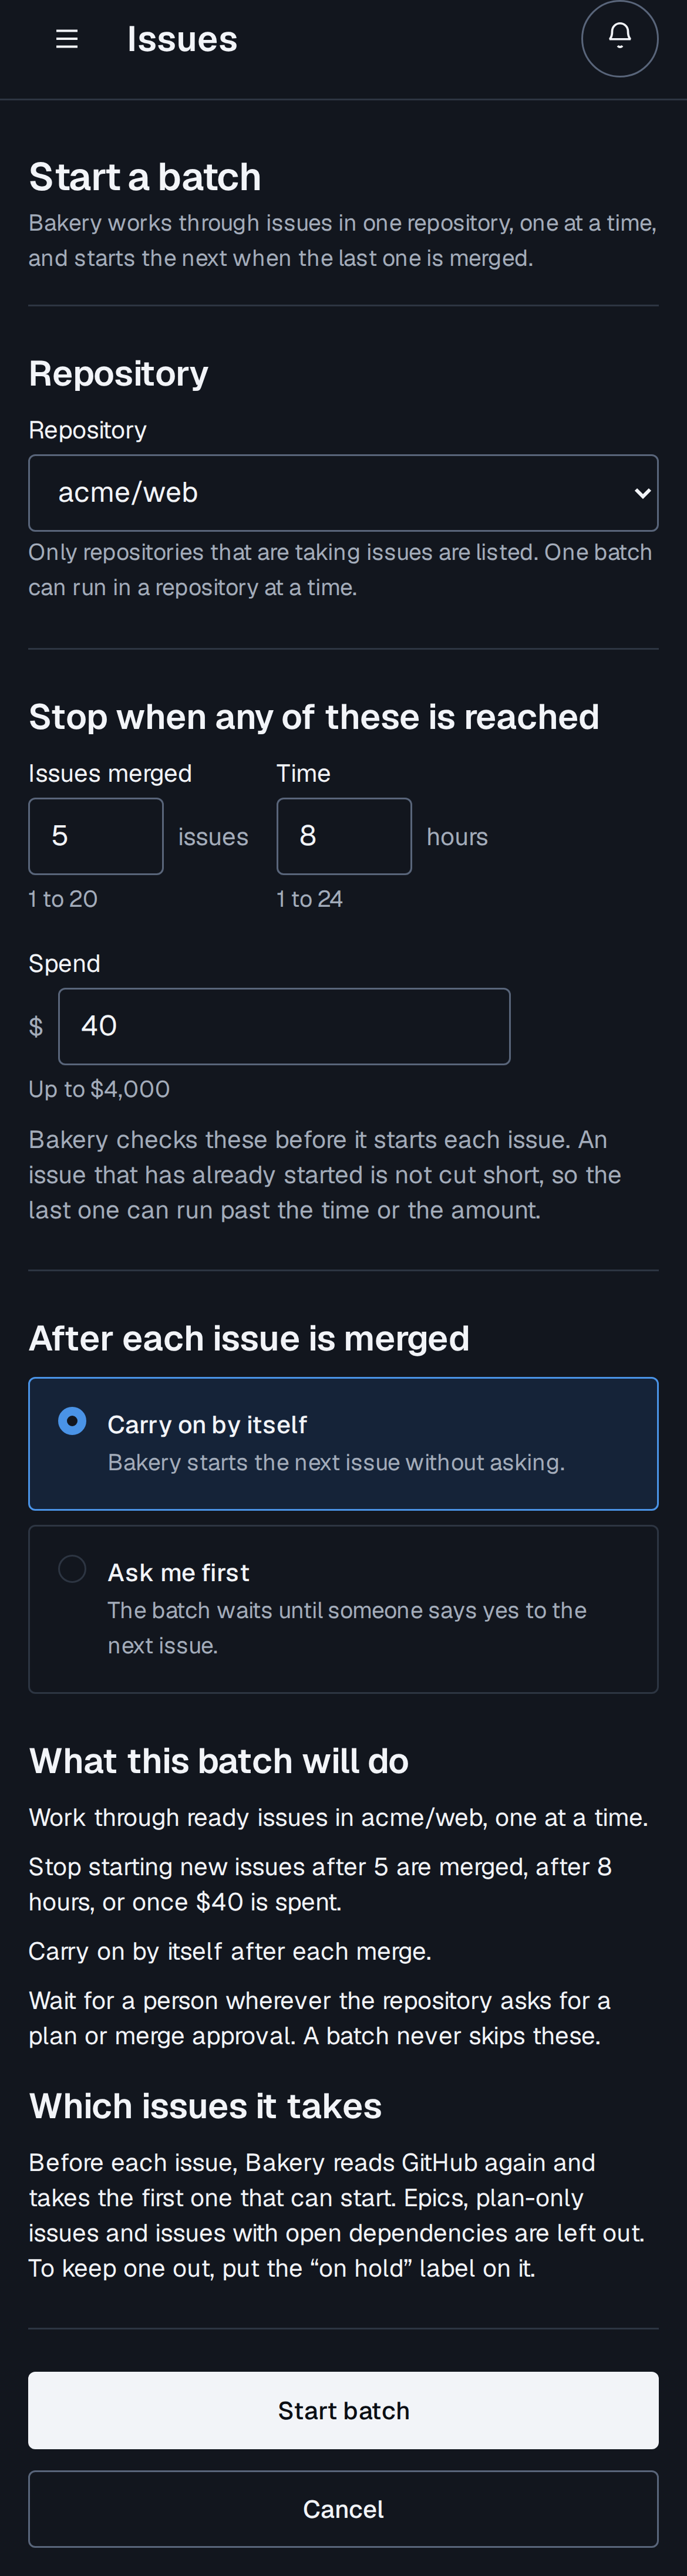 Issues
Start a batch
Bakery works through issues in one repository, one at a time,
and starts the next when the last one is merged.
Repository
Repository
acme/web
Only repositories that are taking issues are listed. One batch
can run in a repository at a time.
Stop when any of these is reached
Issues merged
5 issues
1 to 20
Time
8 hours
1 to 24
Spend
$ 40
Up to $4,000
Bakery checks these before it starts each issue. An
issue that has already started is not cut short, so the
last one can run past the time or the amount.
After each issue is merged
Carry on by itself
Bakery starts the next issue without asking.
Ask me first
The batch waits until someone says yes to the
next issue.
What this batch will do
Work through ready issues in acme/web, one at a time.
Stop starting new issues after 5 are merged, after 8
hours, or once $40 is spent.
Carry on by itself after each merge.
Wait for a person wherever the repository asks for a
plan or merge approval. A batch never skips these.
Which issues it takes
Before each issue, Bakery reads GitHub again and
takes the first one that can start. Epics, plan-only
issues and issues with open dependencies are left out.
To keep one out, put the “on hold” label on it.
Start batch
Cancel